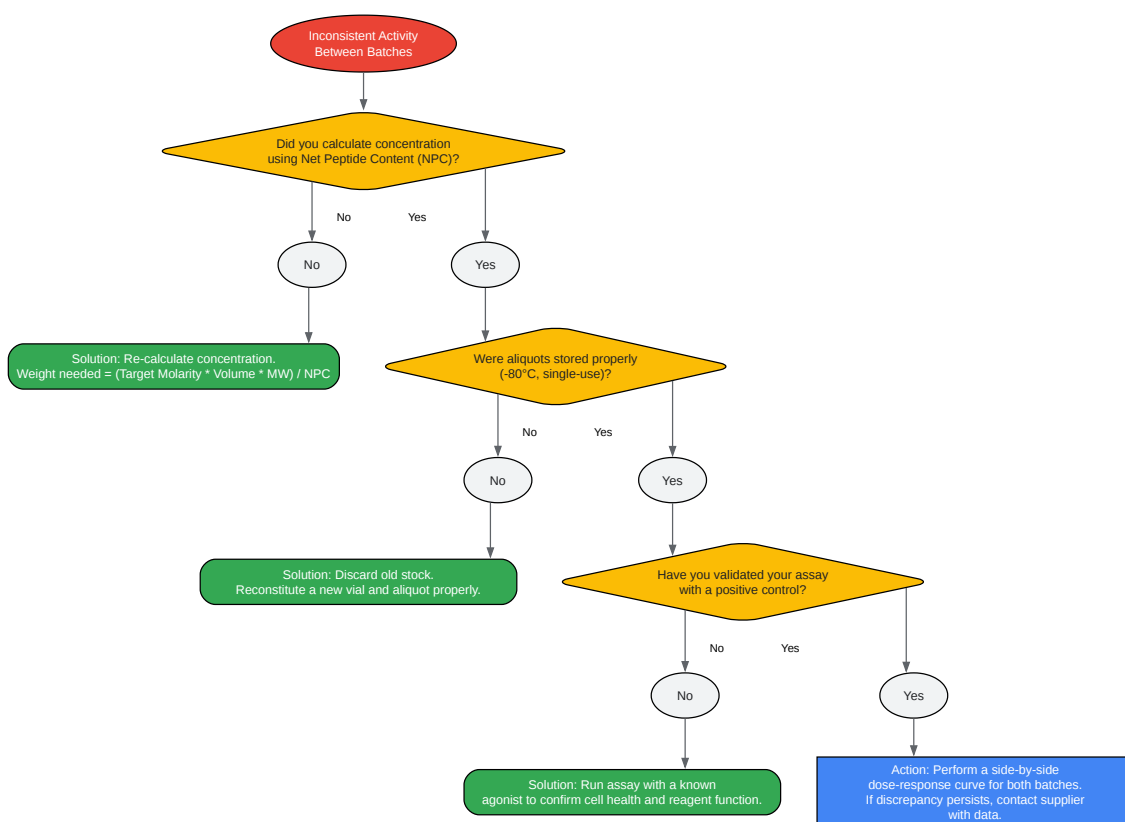 Inconsistent Activity
Between Batches
Did you calculate concentration
using Net Peptide Content (NPC)?
No
Yes
No
Yes
Solution: Re-calculate concentration.
Weight needed = (Target Molarity * Volume * MW) / NPC
Were aliquots stored properly
(-80°C, single-use)?
No
Yes
No
Yes
Solution: Discard old stock.
Reconstitute a new vial and aliquot properly.
Have you validated your assay
with a positive control?
No
Yes
No
Yes
Solution: Run assay with a known
agonist to confirm cell health and reagent function.
Action: Perform a side-by-side
dose-response curve for both batches.
If discrepancy persists, contact supplier
with data.